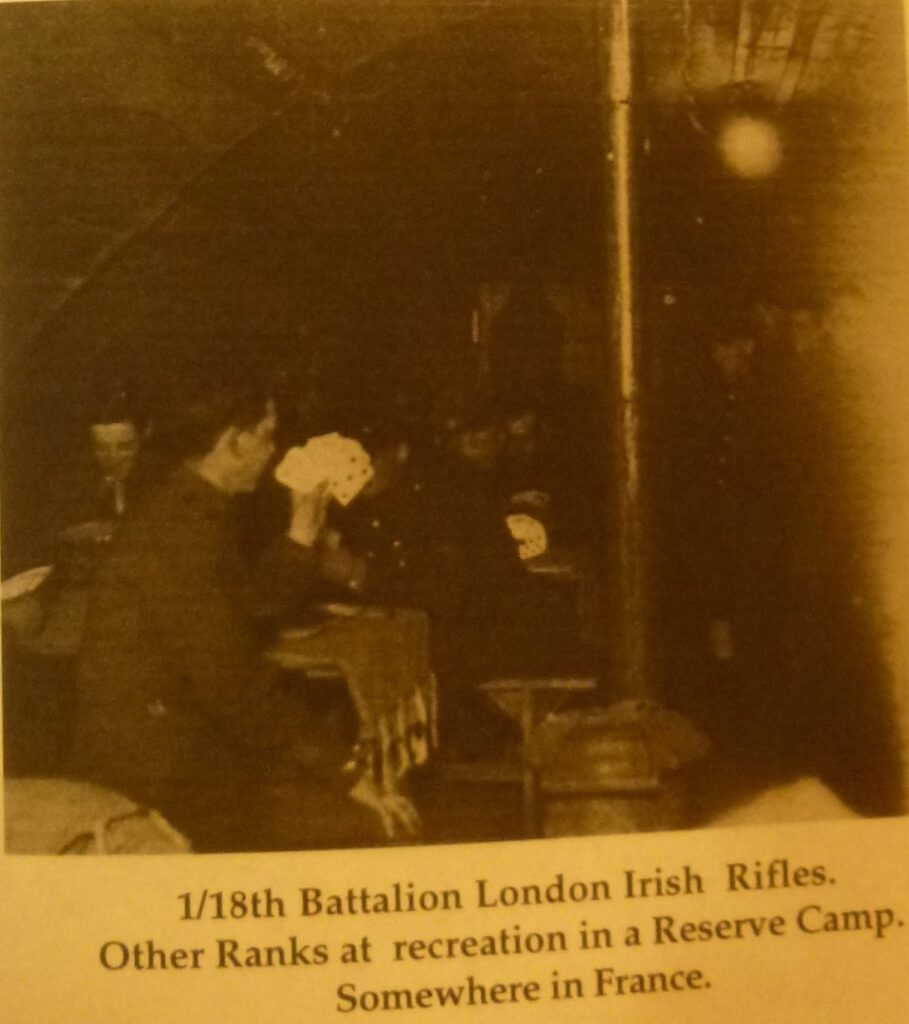 1/18th Battalion London Irish Rifles.
Other Ranks at recreation in a Reserve Camp.
Somewhere in France.